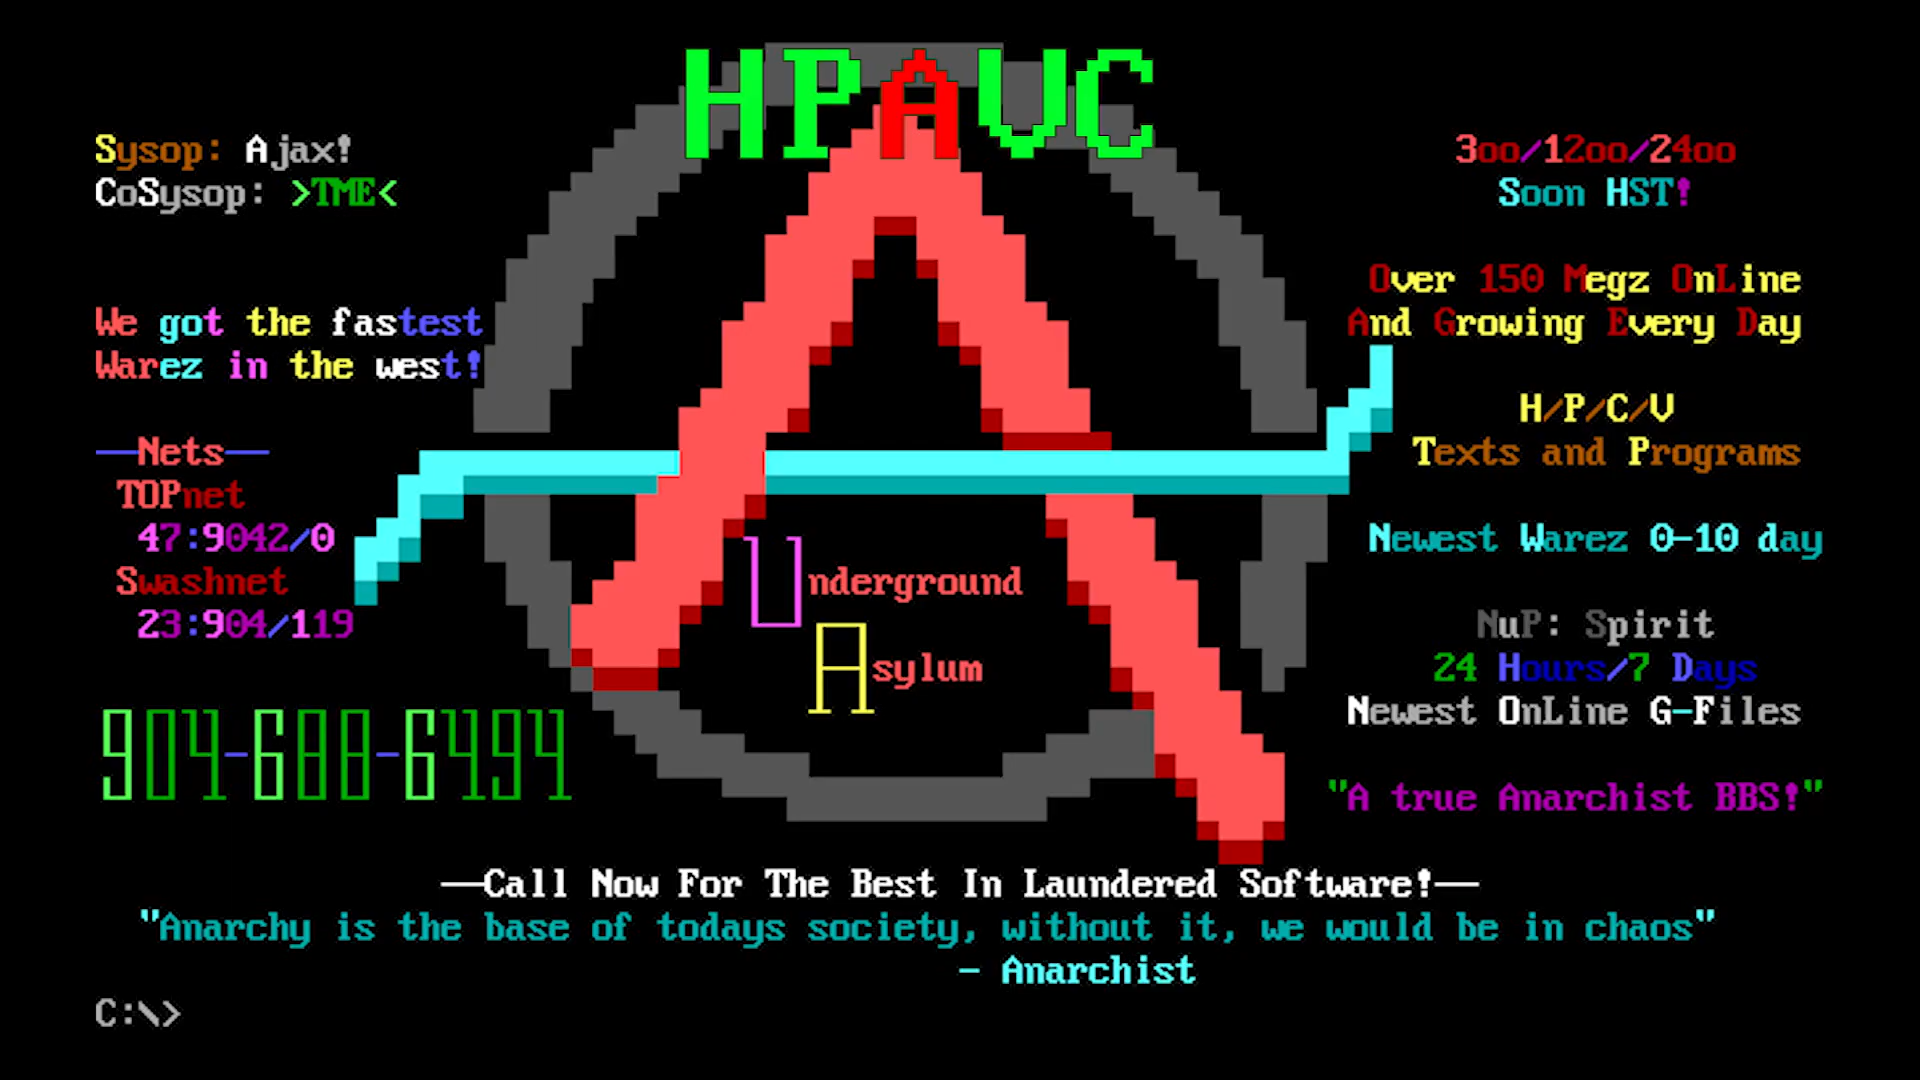 HPAVC
Sysop: Ajax!
CoSysop: >TME<
We got the fastest
Warez in the west!
—Nets—
TOPnet
47:9042/0
Swashnet
23:904/119
904-688-6494
Underground
Asylum
3oo/12oo/24oo
Soon HST!
Over 150 Megz OnLine
And Growing Every Day
H/P/C/V
Texts and Programs
Newest Warez 0-10 day
NuP: Spirit
24 Hours/7 Days
Newest OnLine G-Files
"A true Anarchist BBS!"
—Call Now For The Best In Laundered Software!—
"Anarchy is the base of todays society, without it, we would be in chaos"
- Anarchist
C:\>